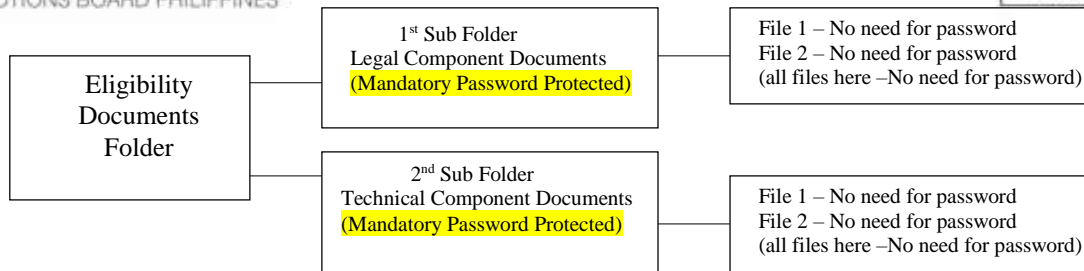 BOARD PHILIPPINES
Eligibility
Documents
Folder
1st Sub Folder
Legal Component Documents
(Mandatory Password Protected)
File 1 – No need for password
File 2 – No need for password
(all files here –No need for password)
2nd Sub Folder
Technical Component Documents
(Mandatory Password Protected)
File 1 – No need for password
File 2 – No need for password
(all files here –No need for password)